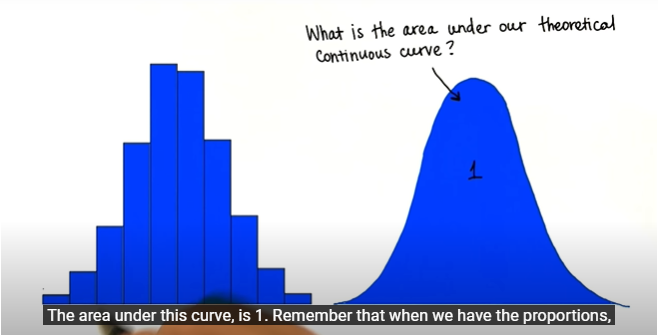 What is the area under our theoretical
Continuous curve?
1
The area under this curve, is 1. Remember that when we have the proportions,